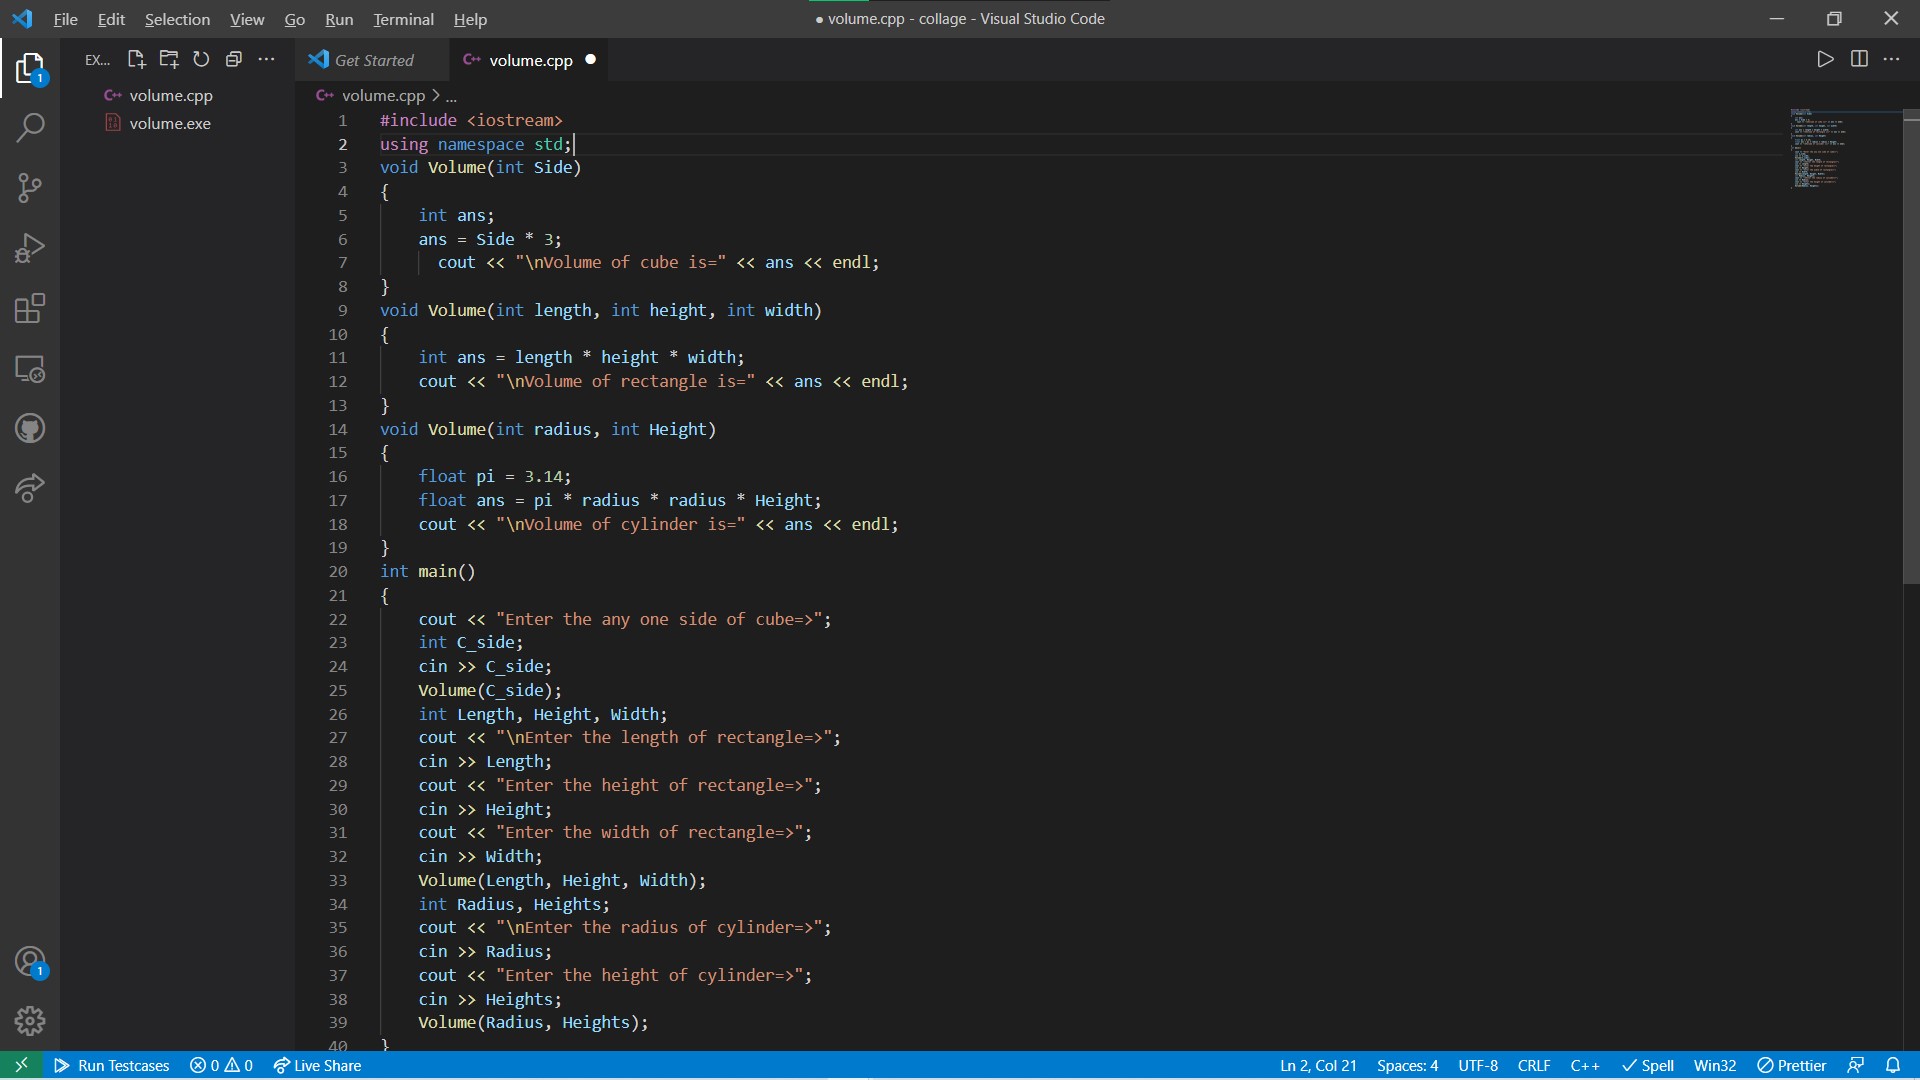 File Edit Selection View Go Run Terminal Help
● volume.cpp - collage - Visual Studio Code
EX...
Get Started
volume.cpp
volume.cpp
volume.exe
volume.cpp > ...
1 #include <iostream>
2 using namespace std;
3 void Volume(int Side)
4 {
5 int ans;
6 ans = Side * 3;
7 cout << "\nVolume of cube is=" << ans << endl;
8 }
9 void Volume(int length, int height, int width)
10 {
11 int ans = length * height * width;
12 cout << "\nVolume of rectangle is=" << ans << endl;
13 }
14 void Volume(int radius, int Height)
15 {
16 float pi = 3.14;
17 float ans = pi * radius * radius * Height;
18 cout << "\nVolume of cylinder is=" << ans << endl;
19 }
20 int main()
21 {
22 cout << "Enter the any one side of cube=>";
23 int C_side;
24 cin >> C_side;
25 Volume(C_side);
26 int Length, Height, Width;
27 cout << "\nEnter the length of rectangle=>";
28 cin >> Length;
29 cout << "Enter the height of rectangle=>";
30 cin >> Height;
31 cout << "Enter the width of rectangle=>";
32 cin >> Width;
33 Volume(Length, Height, Width);
34 int Radius, Heights;
35 cout << "\nEnter the radius of cylinder=>";
36 cin >> Radius;
37 cout << "Enter the height of cylinder=>";
38 cin >> Heights;
39 Volume(Radius, Heights);
40 }
1
1
Run Testcases 0 0 Live Share
Ln 2, Col 21 Spaces: 4 UTF-8 CRLF C++ Spell Win32 Prettier